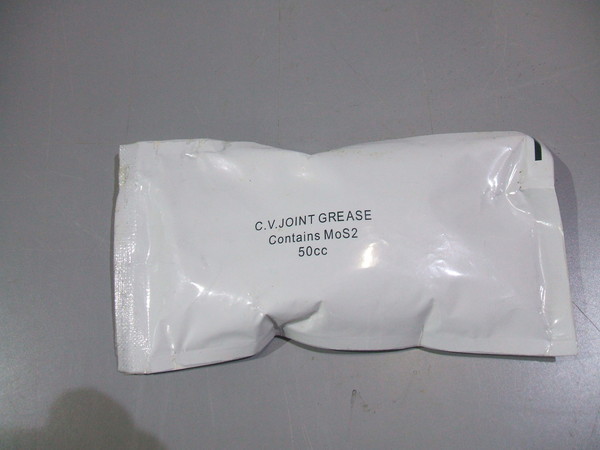 C.V.JOINT GREASE
Contains MoS2
50cc